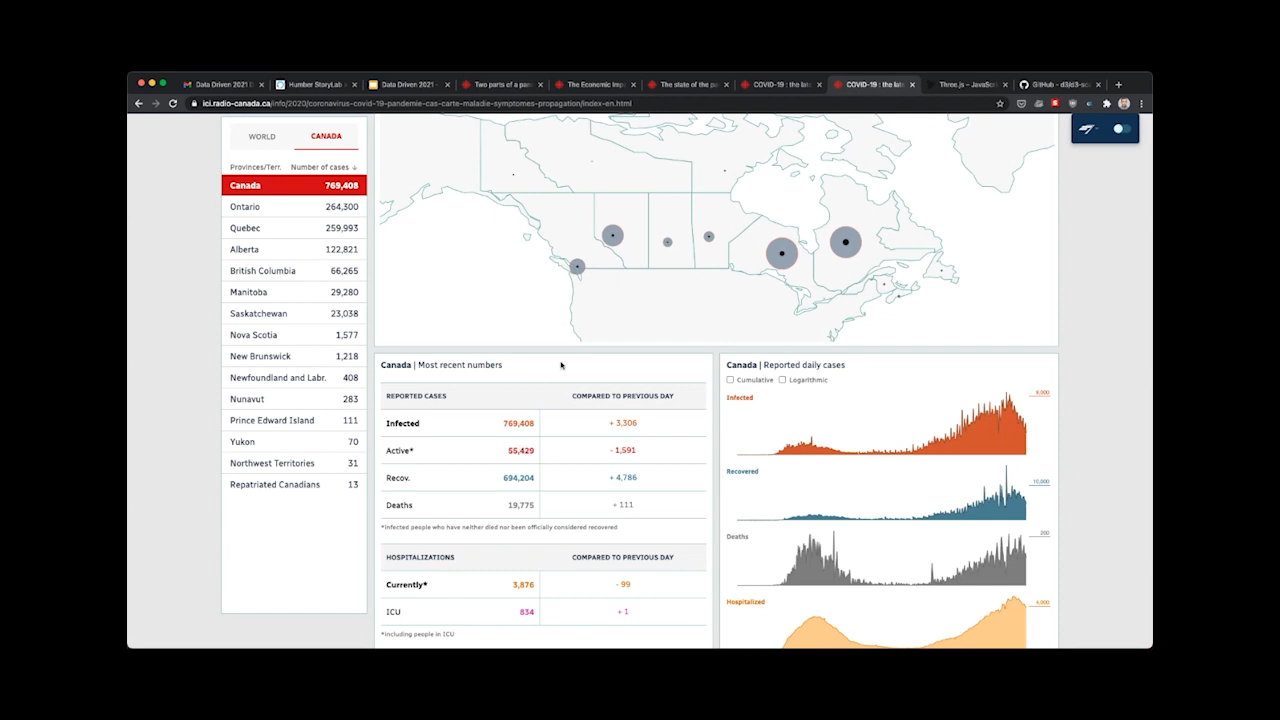 Data Driven 2021
Humber StoryLab
Data Driven 2021
Two parts of a pan
The Economic Imp
The state of the p
COVID-19 : the lat
COVID-19 : the lat
Three.js – JavaSc
GitHub - d3/d3-sc
ici.radio-canada.ca/info/2020/coronavirus-covid-19-pandemie-cas-carte-maladie-symptomes-propagation/index-en.html
WORLD CANADA
Provinces/Terr. Number of cases ↓
Canada 769,408
Ontario 264,300
Quebec 259,993
Alberta 122,821
British Columbia 66,265
Manitoba 29,280
Saskatchewan 23,038
Nova Scotia 1,577
New Brunswick 1,218
Newfoundland and Labr. 408
Nunavut 283
Prince Edward Island 111
Yukon 70
Northwest Territories 31
Repatriated Canadians 13
Canada | Most recent numbers
REPORTED CASES COMPARED TO PREVIOUS DAY
Infected 769,408 + 3,306
Active* 55,429 - 1,591
Recov. 694,204 + 4,786
Deaths 19,775 + 111
*Infected people who have neither died nor been officially considered recovered
HOSPITALIZATIONS COMPARED TO PREVIOUS DAY
Currently* 3,876 - 99
ICU 834 + 1
*Including people in ICU
Canada | Reported daily cases
Cumulative Logarithmic
Infected 8,000
Recovered 10,000
Deaths 200
Hospitalized 4,000